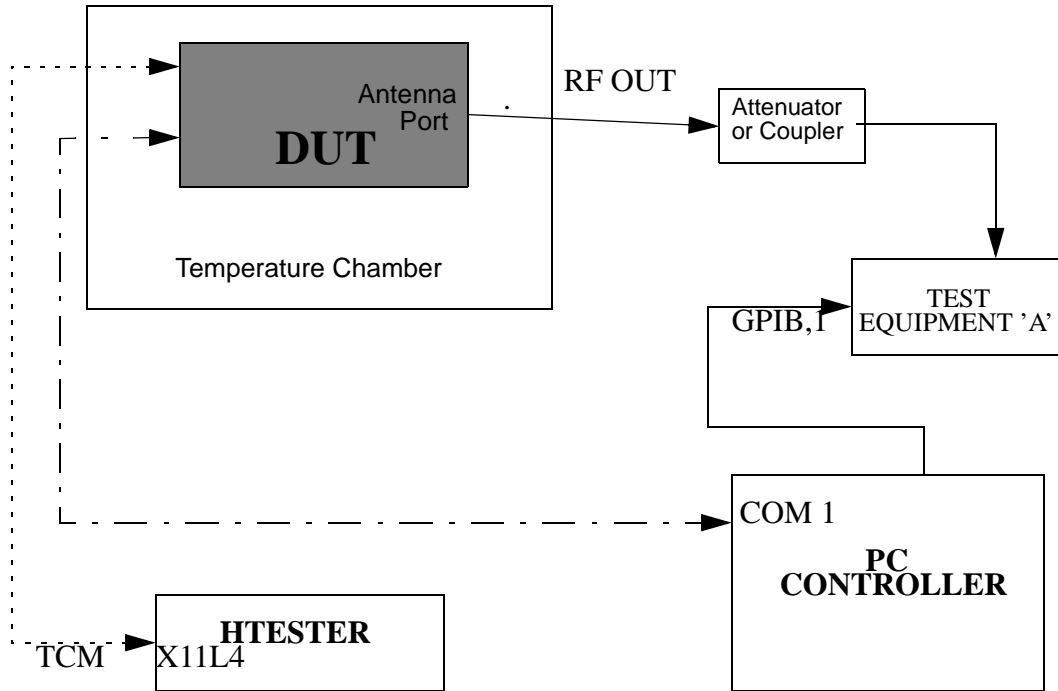 RF OUT
Antenna
Port
DUT
Attenuator
or Coupler
Temperature Chamber
TEST
EQUIPMENT 'A'
GPIB,1
COM 1
PC
CONTROLLER
HTESTER
TCM
X11L4